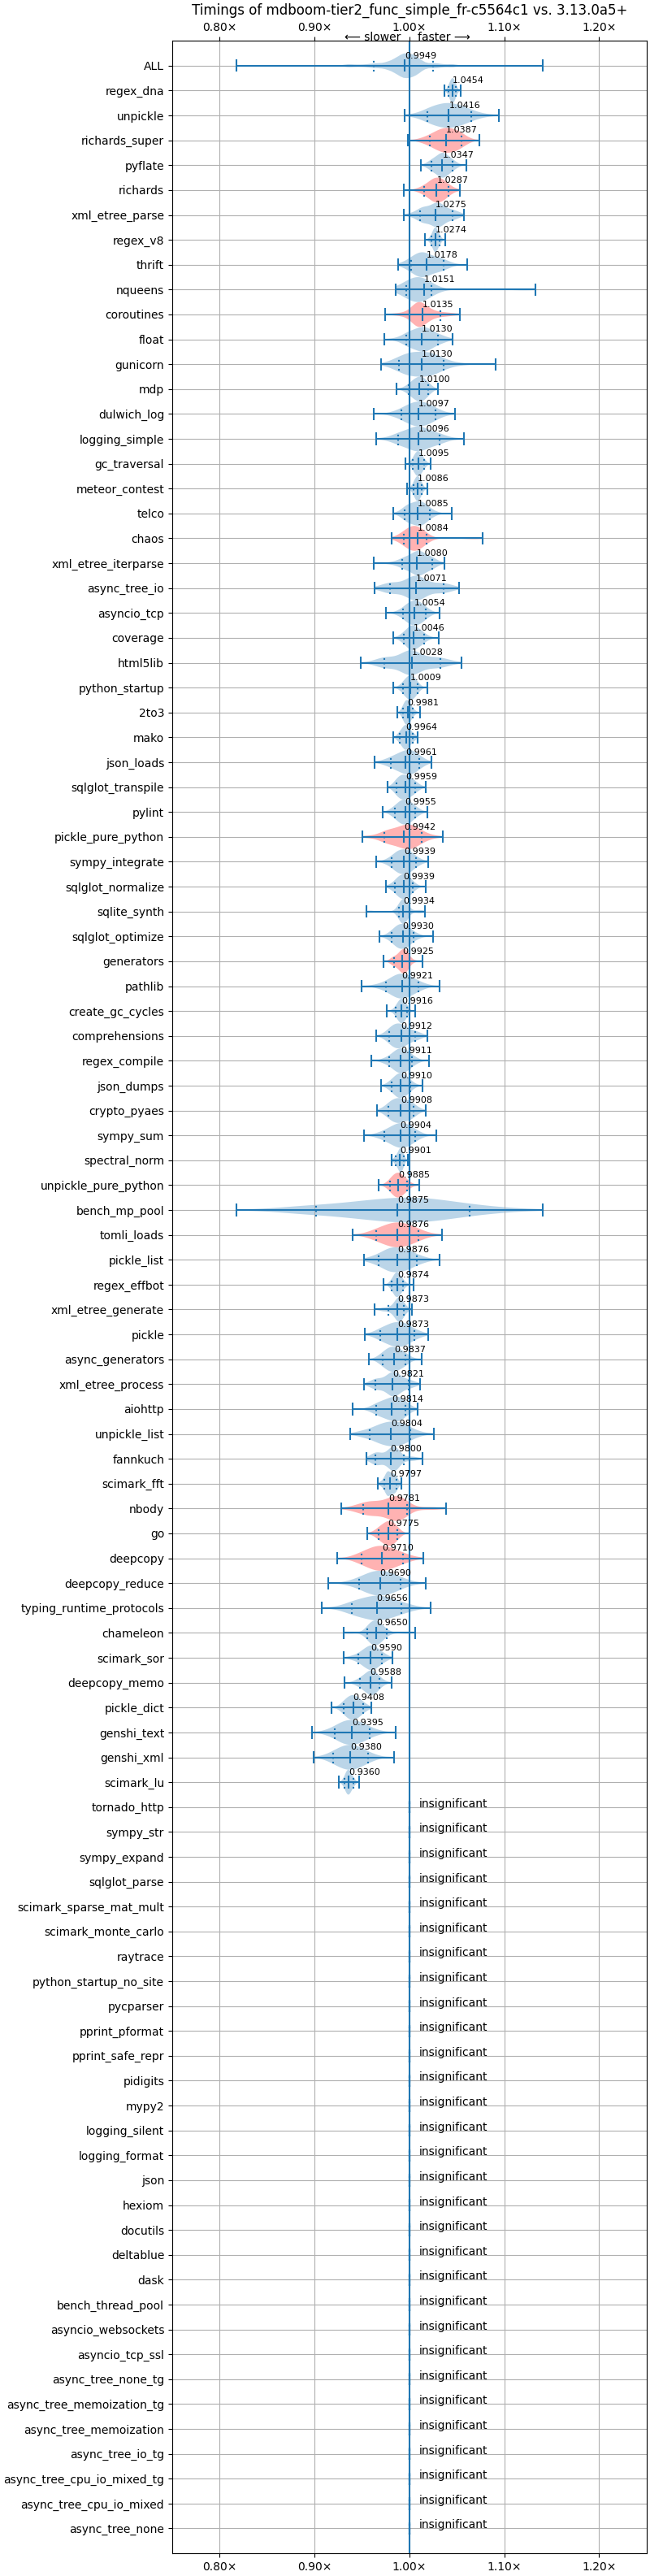 Timings of mdboom-tier2_func_simple_fr-c5564c1 vs. 3.13.0a5+
0.80× 0.90× 1.00× 1.10× 1.20×
⟵ slower faster ⟶
ALL 0.9949
regex_dna 1.0454
unpickle 1.0416
richards_super 1.0387
pyflate 1.0347
richards 1.0287
xml_etree_parse 1.0275
regex_v8 1.0274
thrift 1.0178
nqueens 1.0151
coroutines 1.0135
float 1.0130
gunicorn 1.0130
mdp 1.0100
dulwich_log 1.0097
logging_simple 1.0096
gc_traversal 1.0095
meteor_contest 1.0086
telco 1.0085
chaos 1.0084
xml_etree_iterparse 1.0080
async_tree_io 1.0071
asyncio_tcp 1.0054
coverage 1.0046
html5lib 1.0028
python_startup 1.0009
2to3 0.9981
mako 0.9964
json_loads 0.9961
sqlglot_transpile 0.9959
pylint 0.9955
pickle_pure_python 0.9942
sympy_integrate 0.9939
sqlglot_normalize 0.9939
sqlite_synth 0.9934
sqlglot_optimize 0.9930
generators 0.9925
pathlib 0.9921
create_gc_cycles 0.9916
comprehensions 0.9912
regex_compile 0.9911
json_dumps 0.9910
crypto_pyaes 0.9908
sympy_sum 0.9904
spectral_norm 0.9901
unpickle_pure_python 0.9885
bench_mp_pool 0.9875
tomli_loads 0.9876
pickle_list 0.9876
regex_effbot 0.9874
xml_etree_generate 0.9873
pickle 0.9873
async_generators 0.9837
xml_etree_process 0.9821
aiohttp 0.9814
unpickle_list 0.9804
fannkuch 0.9800
scimark_fft 0.9797
nbody 0.9781
go 0.9775
deepcopy 0.9710
deepcopy_reduce 0.9690
typing_runtime_protocols 0.9656
chameleon 0.9650
scimark_sor 0.9590
deepcopy_memo 0.9588
pickle_dict 0.9408
genshi_text 0.9395
genshi_xml 0.9380
scimark_lu 0.9360
tornado_http insignificant
sympy_str insignificant
sympy_expand insignificant
sqlglot_parse insignificant
scimark_sparse_mat_mult insignificant
scimark_monte_carlo insignificant
raytrace insignificant
python_startup_no_site insignificant
pycparser insignificant
pprint_pformat insignificant
pprint_safe_repr insignificant
pidigits insignificant
mypy2 insignificant
logging_silent insignificant
logging_format insignificant
json insignificant
hexiom insignificant
docutils insignificant
deltablue insignificant
dask insignificant
bench_thread_pool insignificant
asyncio_websockets insignificant
asyncio_tcp_ssl insignificant
async_tree_none_tg insignificant
async_tree_memoization_tg insignificant
async_tree_memoization insignificant
async_tree_io_tg insignificant
async_tree_cpu_io_mixed_tg insignificant
async_tree_cpu_io_mixed insignificant
async_tree_none insignificant
0.80× 0.90× 1.00× 1.10× 1.20×